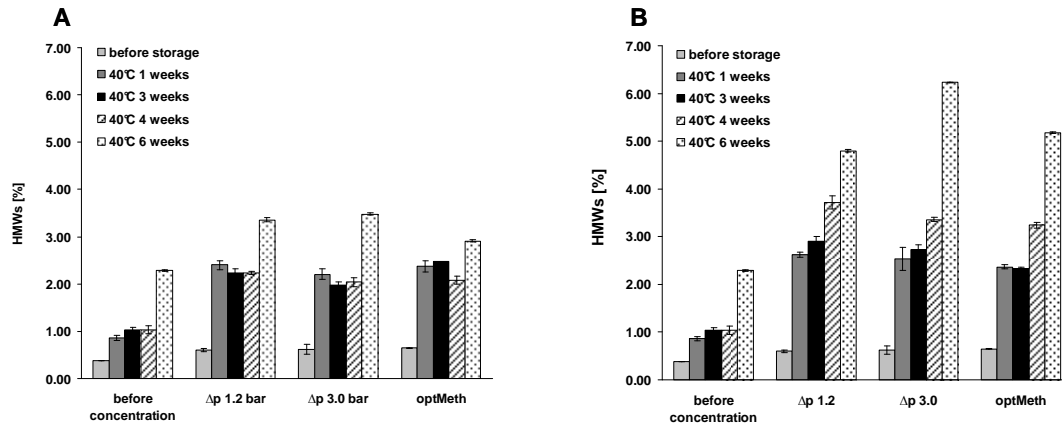 A
7.00
6.00
5.00
4.00
3.00
2.00
1.00
0.00
HMWs [%]
before storage
40°C 1 weeks
40°C 3 weeks
40°C 4 weeks
40°C 6 weeks
before concentration
Δp 1.2 bar
Δp 3.0 bar
optMeth
B
7.00
6.00
5.00
4.00
3.00
2.00
1.00
0.00
HMWs [%]
before storage
40°C 1 weeks
40°C 3 weeks
40°C 4 weeks
40°C 6 weeks
before
concentration
Δp 1.2
Δp 3.0
optMeth